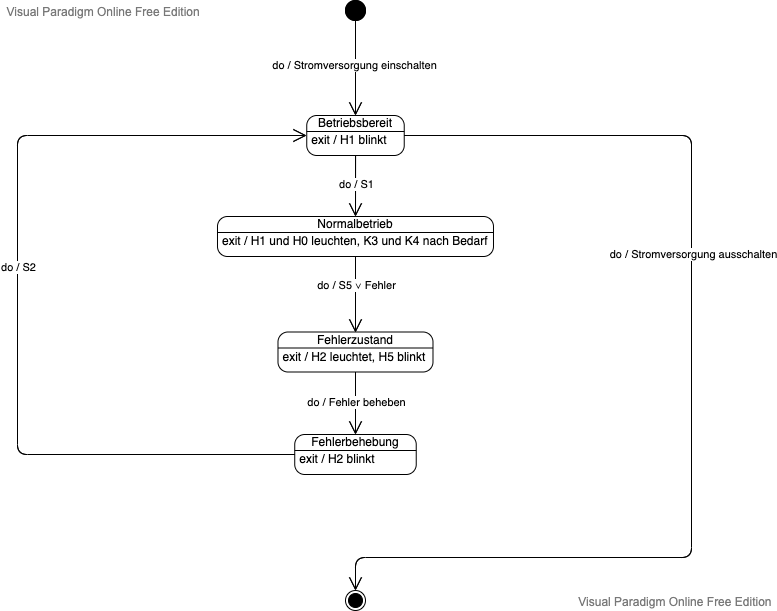 Visual Paradigm Online Free Edition
do / Stromversorgung einschalten
Betriebsbereit
exit / H1 blinkt
do / S1
Normalbetrieb
exit / H1 und H0 leuchten, K3 und K4 nach Bedarf
do / Stromversorgung ausschalten
do / S2
do / S5 ∨ Fehler
Fehlerzustand
exit / H2 leuchtet, H5 blinkt
do / Fehler beheben
Fehlerbehebung
exit / H2 blinkt
Visual Paradigm Online Free Edition